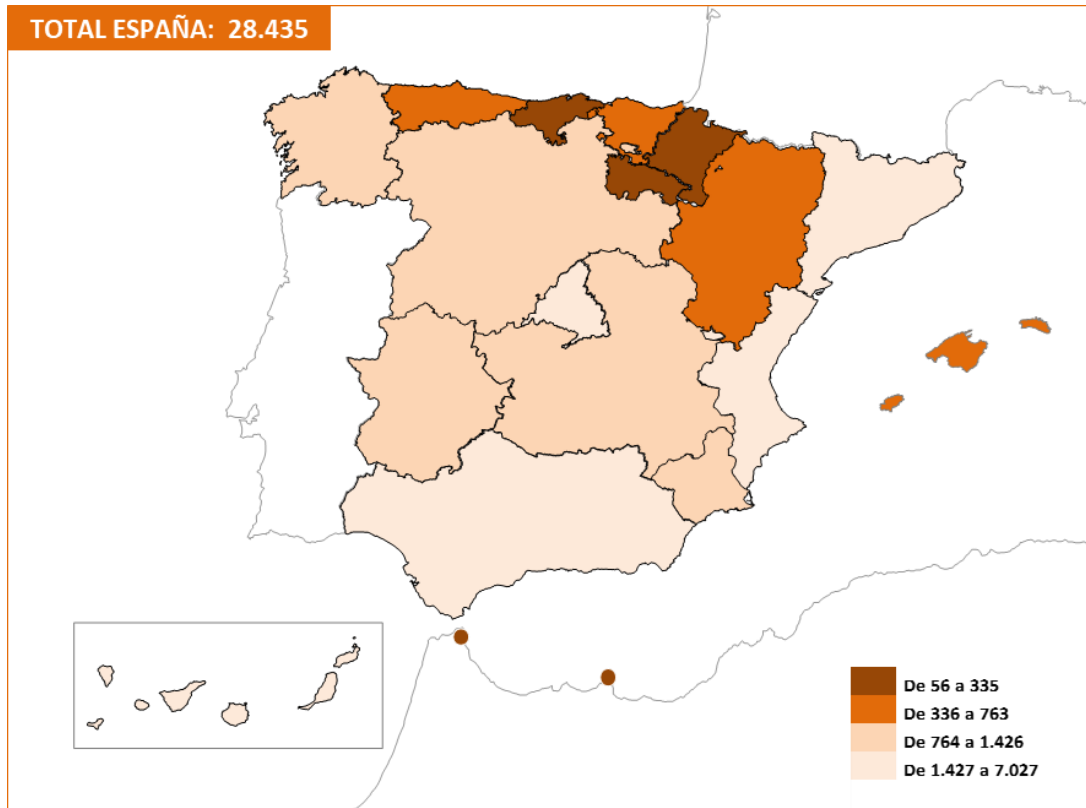 TOTAL ESPAÑA: 28.435
De 56 a 335
De 336 a 763
De 764 a 1.426
De 1.427 a 7.027